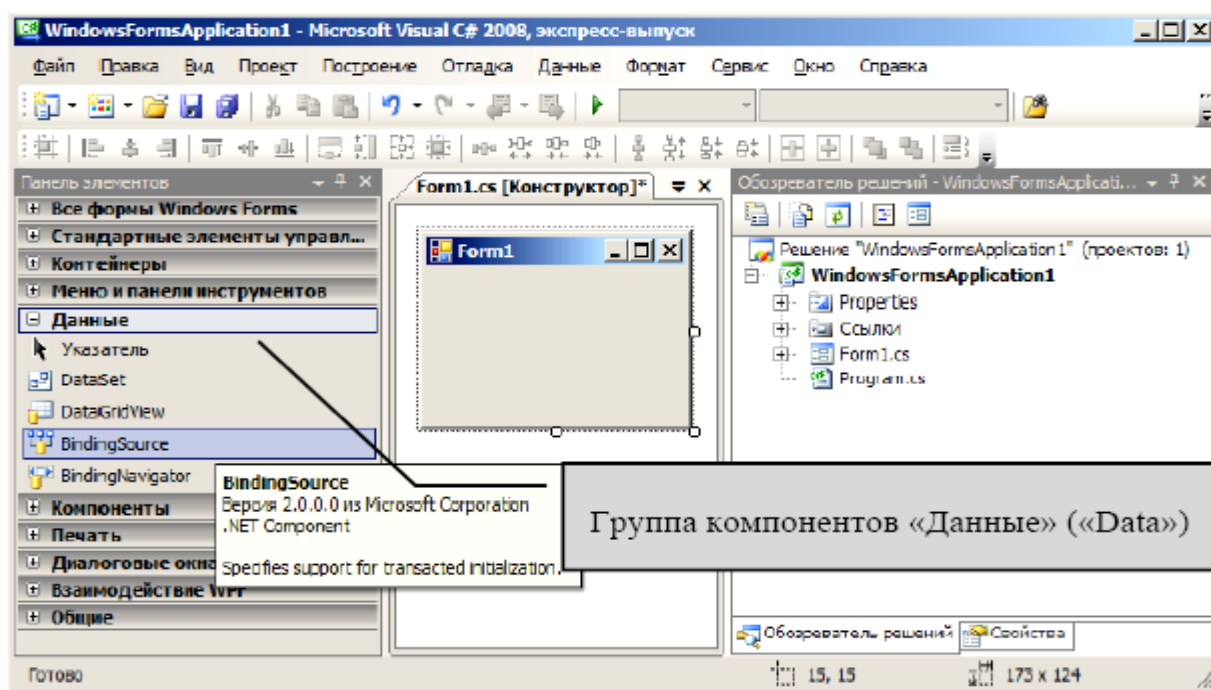 WindowsFormsApplication1 - Microsoft Visual C# 2008, экспресс-выпуск
Файл Правка Вид Проект Построение Отладка Данные Формат Сервис Окно Справка
Панель элементов
Все формы Windows Forms
Стандартные элементы управл...
Контейнеры
Меню и панели инструментов
Данные
Указатель
DataSet
DataGridView
BindingSource
BindingNavigator
Компоненты
Печать
Диалоговые окна
Взаимодействие WPF
Общие
Form1.cs [Конструктор]*
Form1
BindingSource
Версия 2.0.0.0 из Microsoft Corporation
.NET Component
Specifies support for transacted initialization.
Обозреватель решений - WindowsFormsApplicati...
Решение "WindowsFormsApplication1" (проектов: 1)
WindowsFormsApplication1
Properties
Ссылки
Form1.cs
Program.cs
Группа компонентов «Данные» («Data»)
Обозреватель решений Свойства
Готово 15, 15 173 x 124